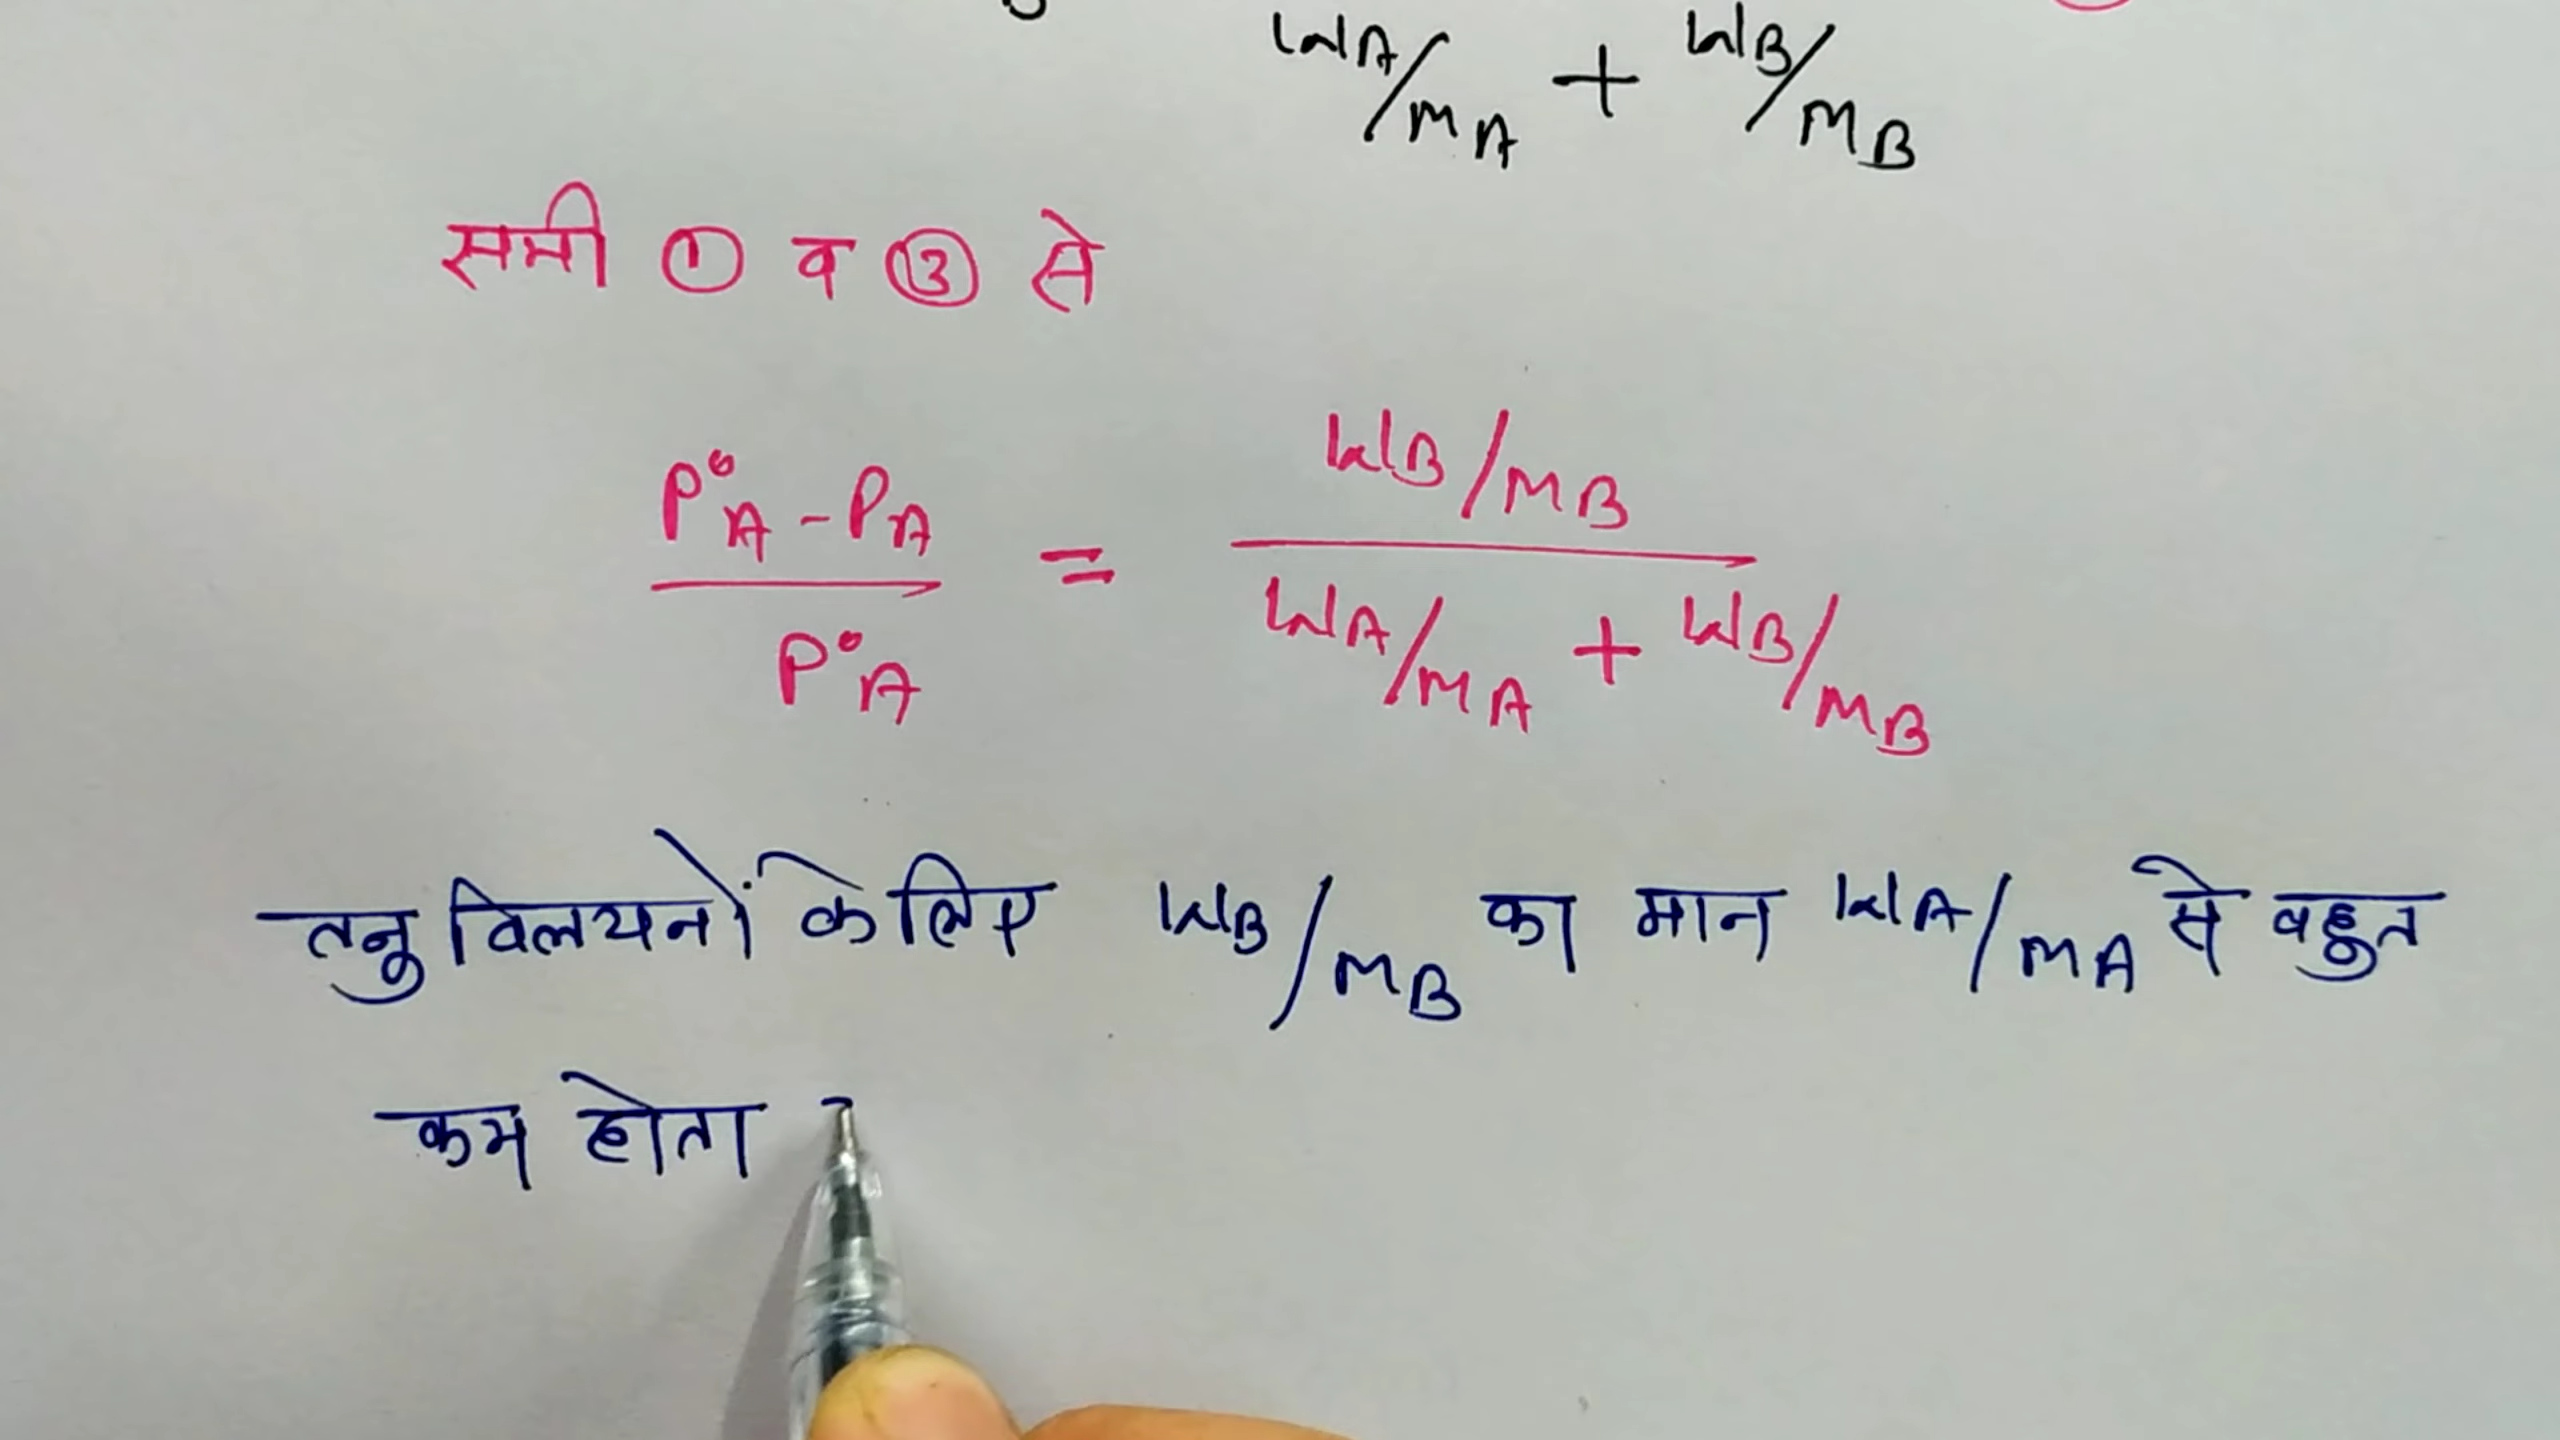 WA/MA + WB/MB
समी ① व ③ से
P°A - PA / P°A = WB/MB / WA/MA + WB/MB
तनु विलयनों के लिए WB/MB का मान WA/MA से बहुत
कम होता